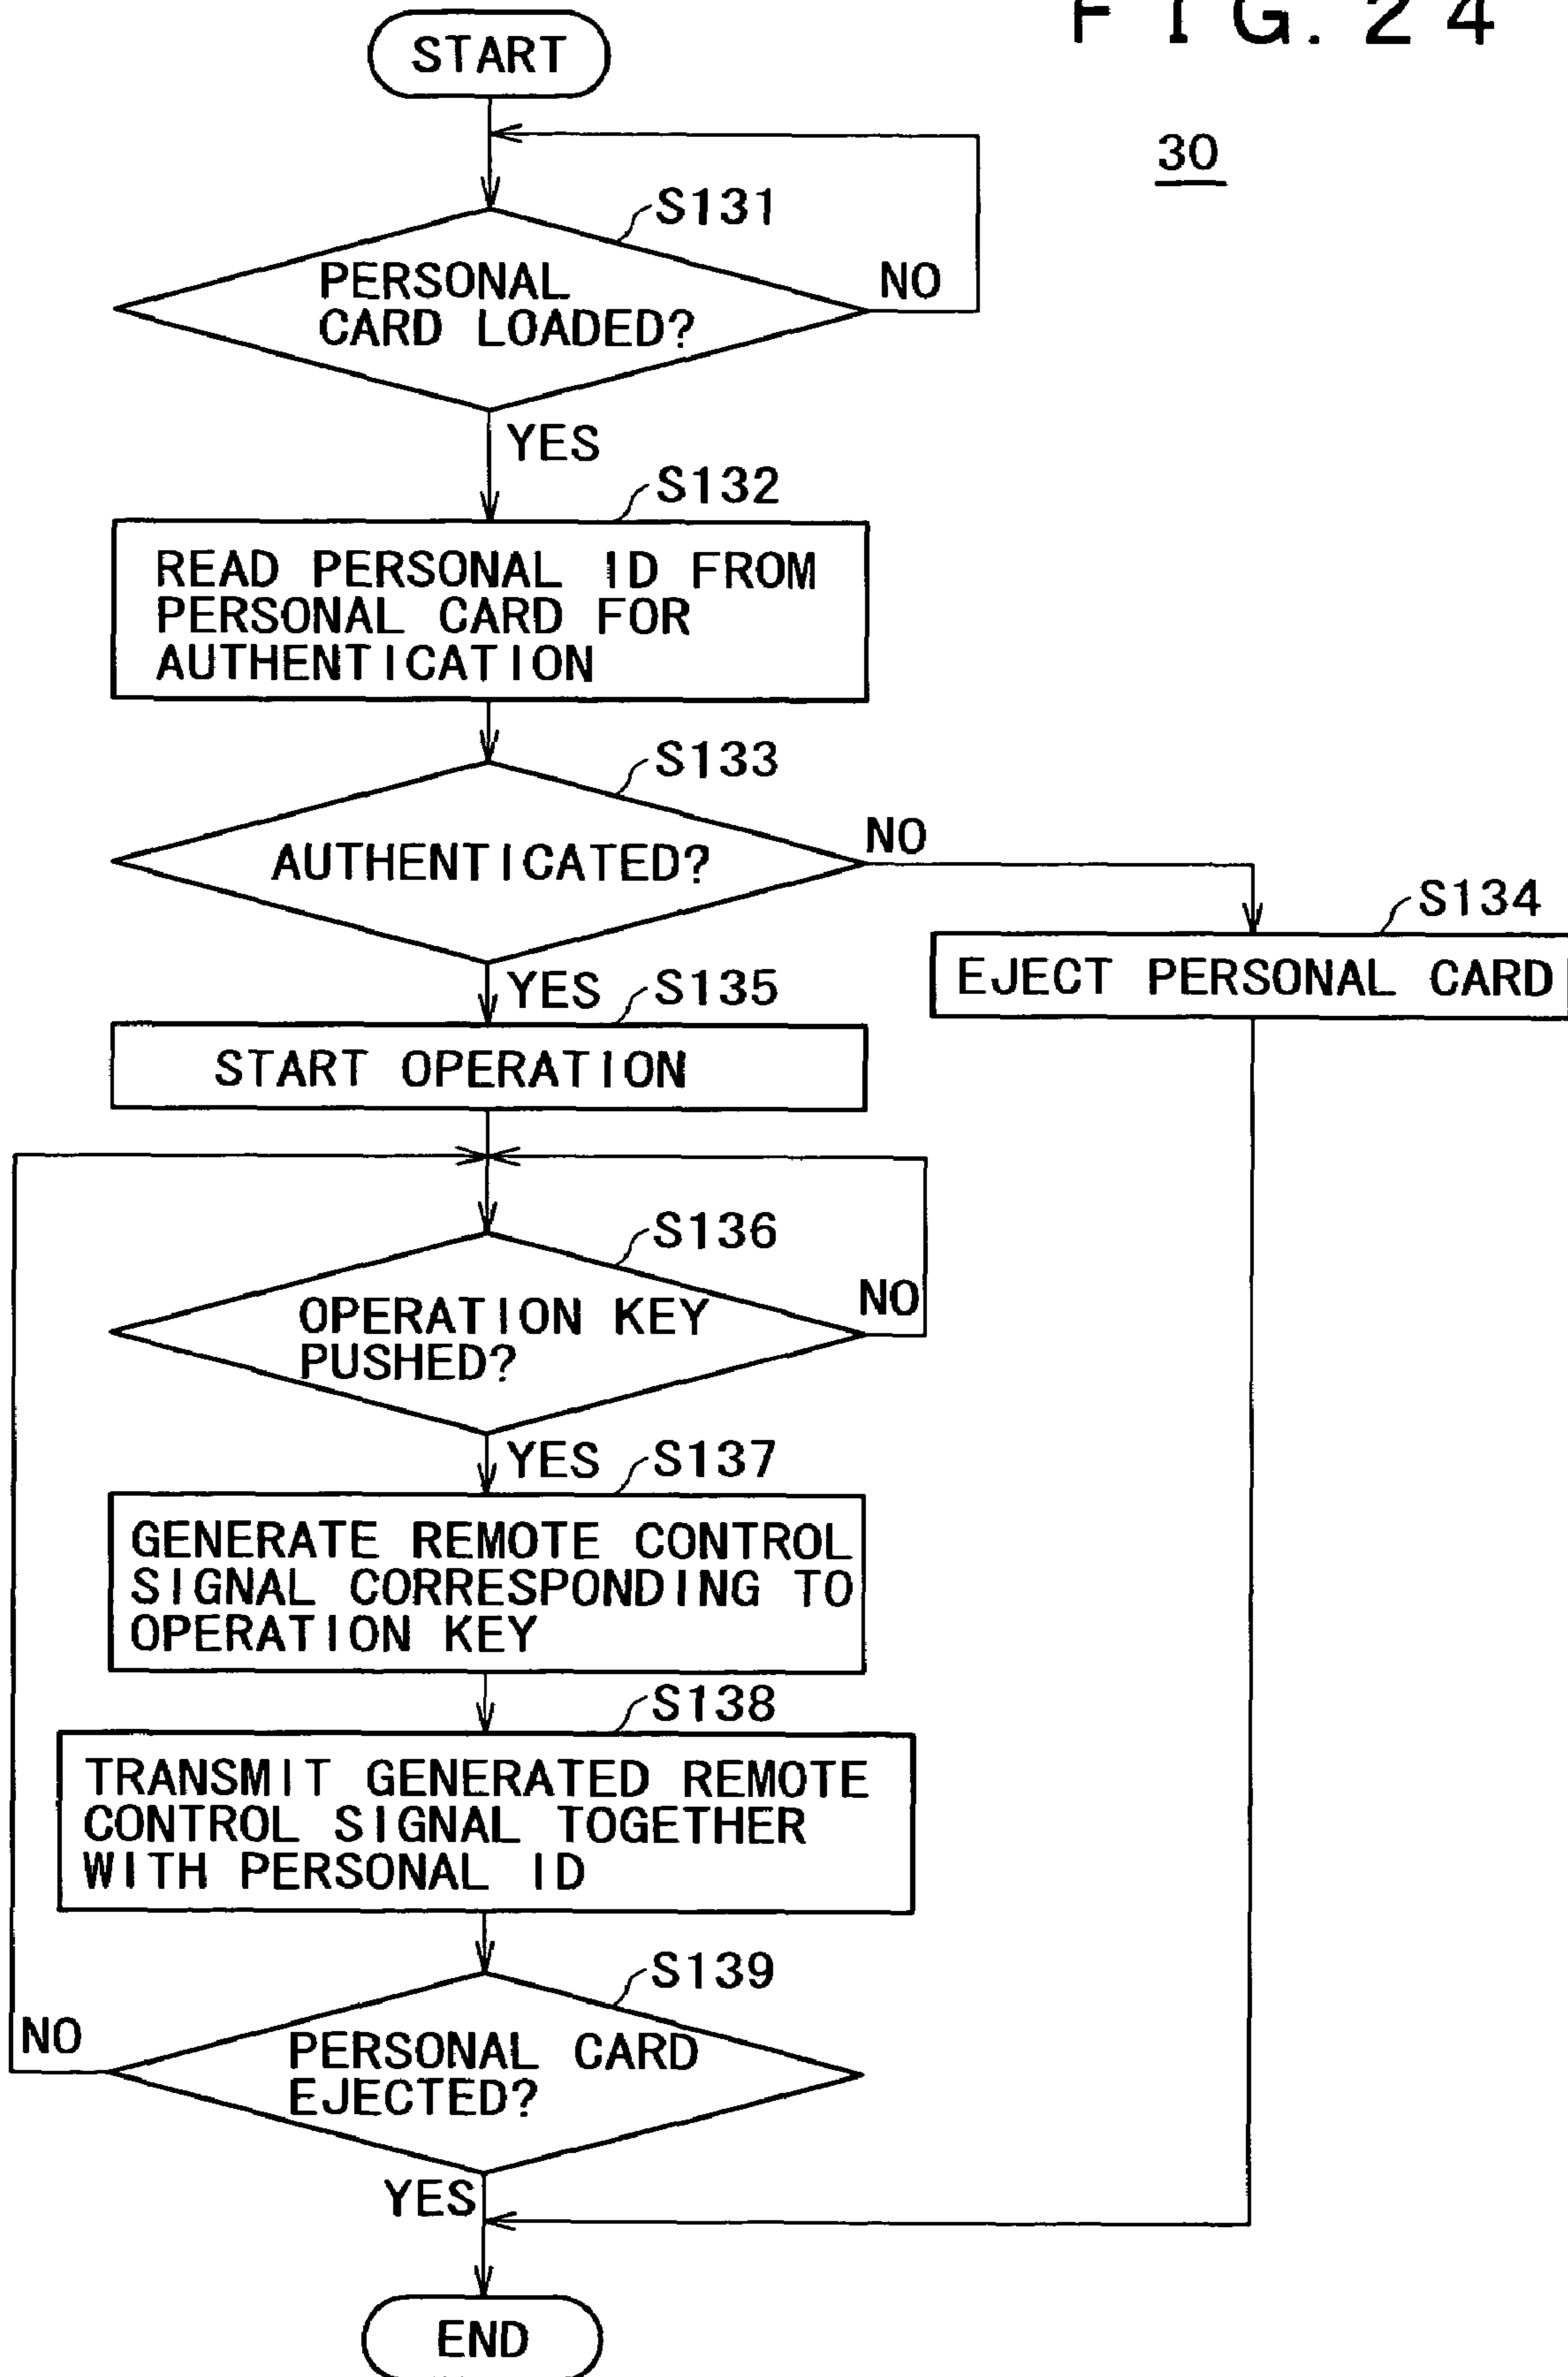 FIG. 24
START
30
S131
PERSONAL
CARD LOADED?
NO
YES
S132
READ PERSONAL ID FROM
PERSONAL CARD FOR
AUTHENTICATION
S133
AUTHENTICATED?
NO
S134
EJECT PERSONAL CARD
YES
S135
START OPERATION
S136
OPERATION KEY
PUSHED?
NO
YES
S137
GENERATE REMOTE CONTROL
SIGNAL CORRESPONDING TO
OPERATION KEY
S138
TRANSMIT GENERATED REMOTE
CONTROL SIGNAL TOGETHER
WITH PERSONAL ID
S139
NO
PERSONAL CARD
EJECTED?
YES
END